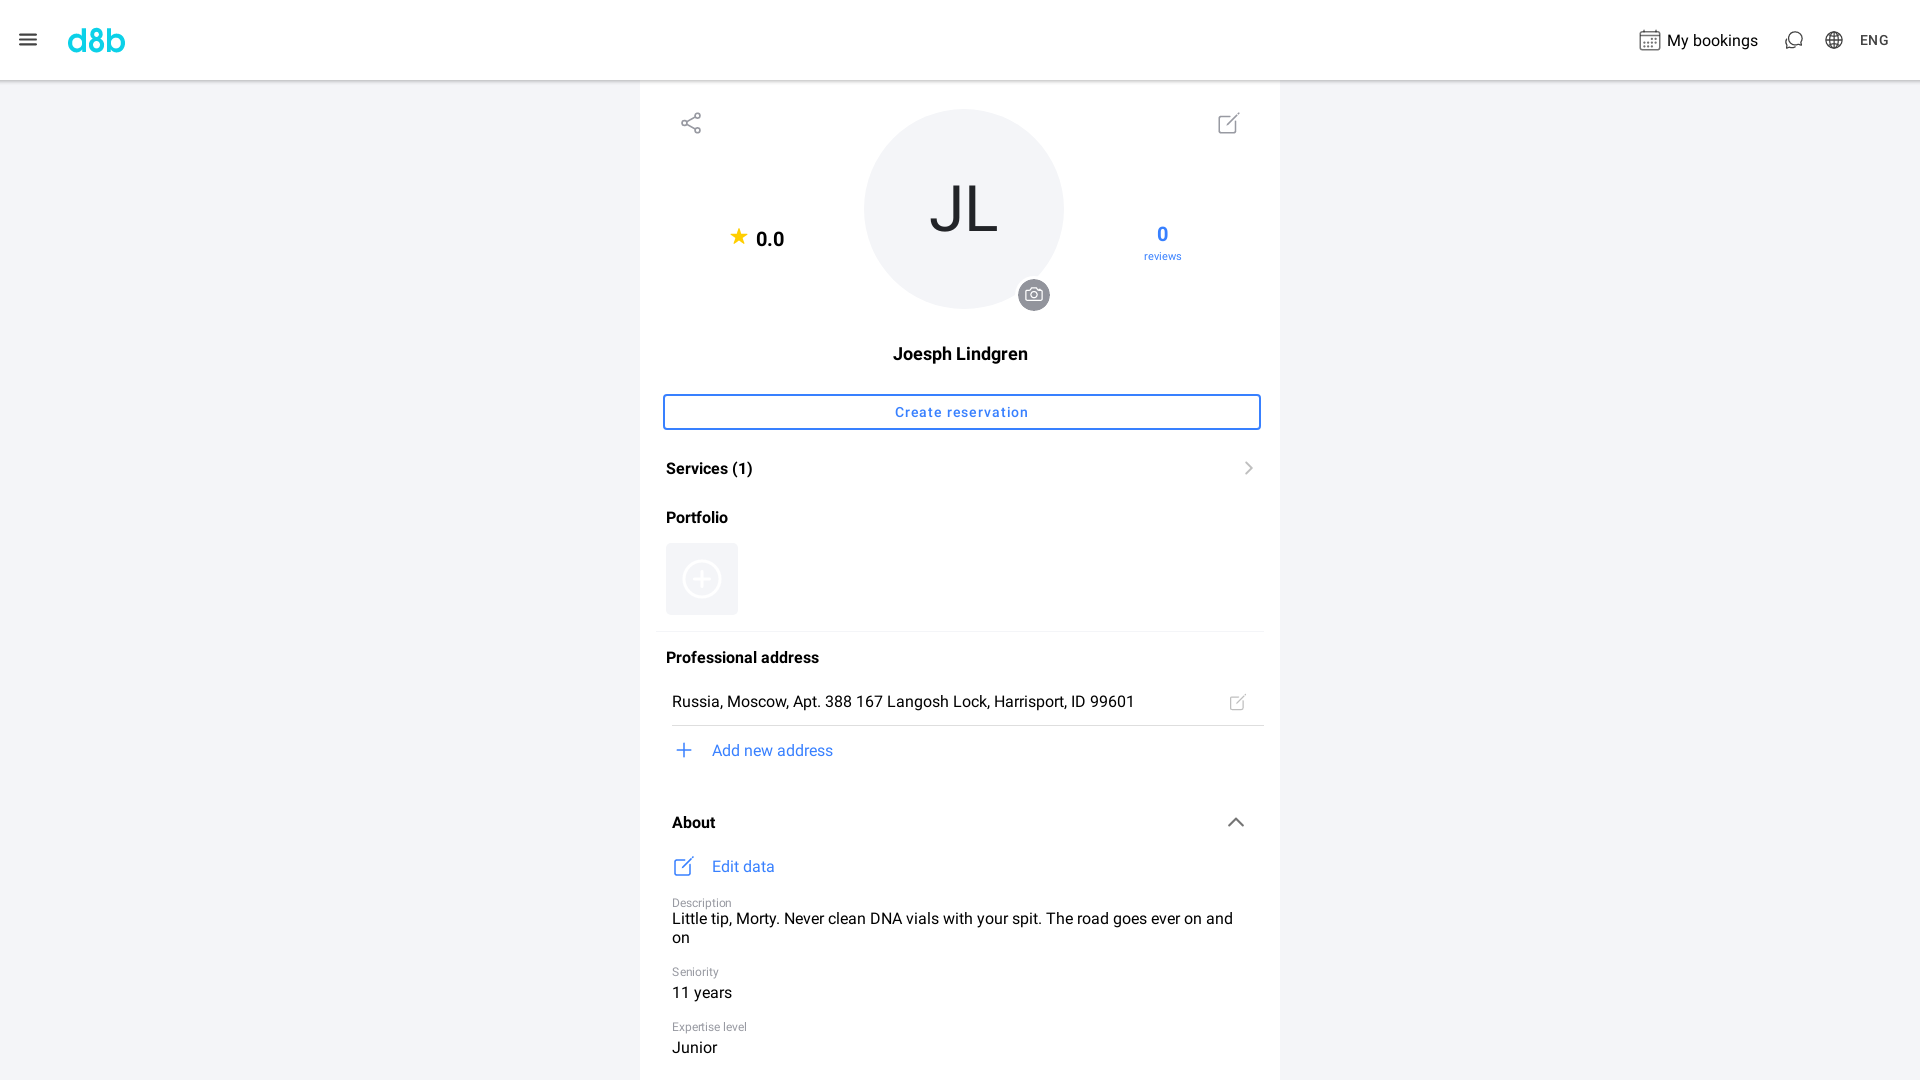 d8b
My bookings
ENG
JL
0.0
0
reviews
Joesph Lindgren
Create reservation
Services (1)
Portfolio
Professional address
Russia, Moscow, Apt. 388 167 Langosh Lock, Harrisport, ID 99601
Add new address
About
Edit data
Description
Little tip, Morty. Never clean DNA vials with your spit. The road goes ever on and
on
Seniority
11 years
Expertise level
Junior